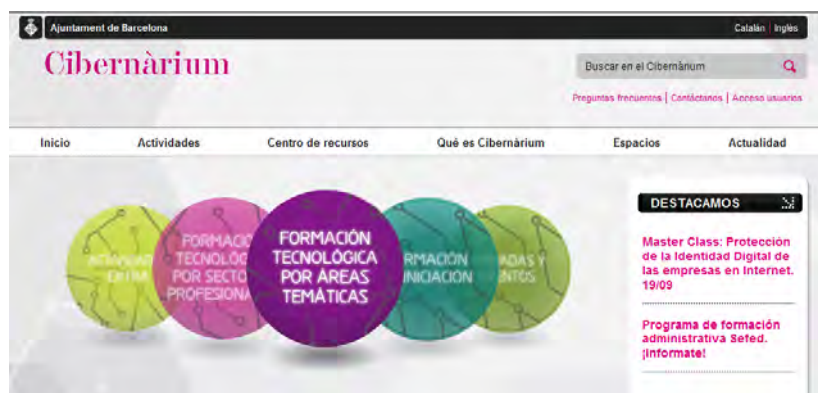 Ajuntament de Barcelona
Catalán | Inglés
Cibernàrium
Buscar en el Cibernàrium
Preguntas frecuentes | Contáctanos | Acceso usuarios
Inicio Actividades Centro de recursos Qué es Cibernàrium Espacios Actualidad
FORMACIÓN
TECNOLÓGICA
POR ÁREAS
TEMÁTICAS
DESTACAMOS
Master Class: Protección
de la Identidad Digital de
las empresas en Internet.
19/09
Programa de formación
administrativa Sefed.
¡Informate!